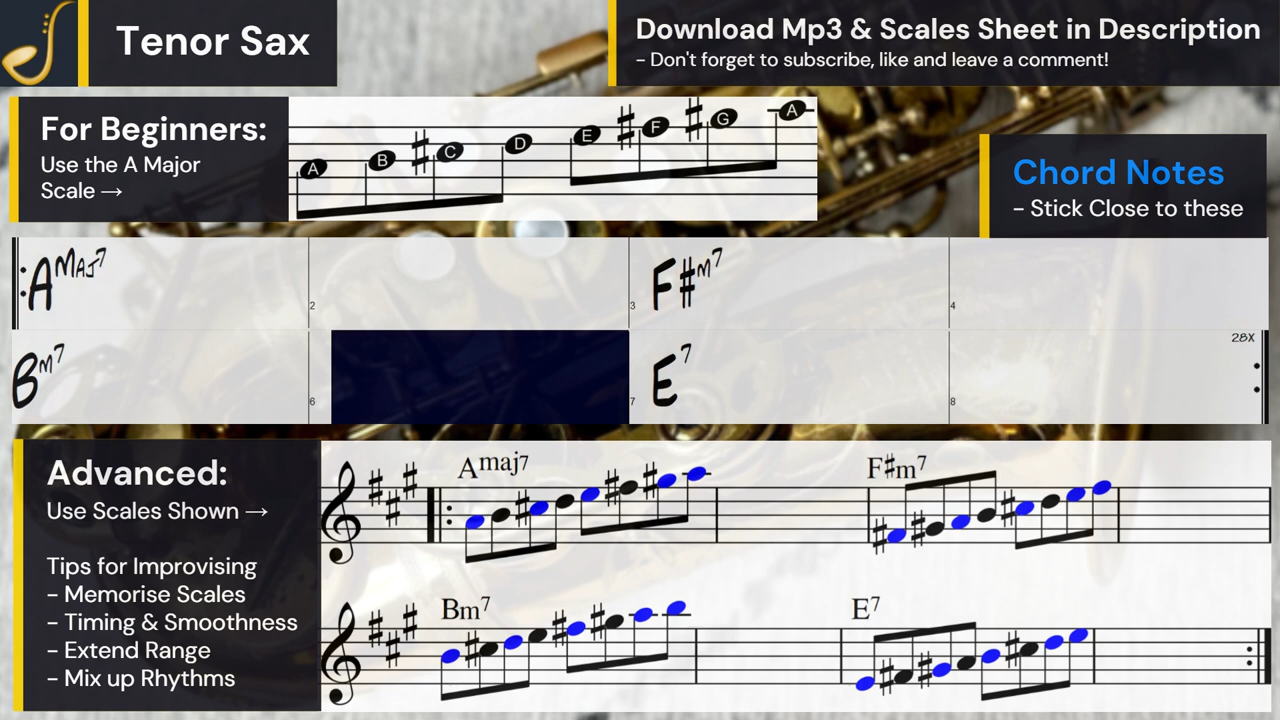 Tenor Sax
Download Mp3 & Scales Sheet in Description
- Don't forget to subscribe, like and leave a comment!
For Beginners:
Use the A Major
Scale →
A B C D E F G A
Chord Notes
- Stick Close to these
AMAJ7
2
3
F#M7
4
BM7
6
7
E7
8
28X
Advanced:
Use Scales Shown →
Tips for Improvising
- Memorise Scales
- Timing & Smoothness
- Extend Range
- Mix up Rhythms
Amaj7
F#m7
Bm7
E7